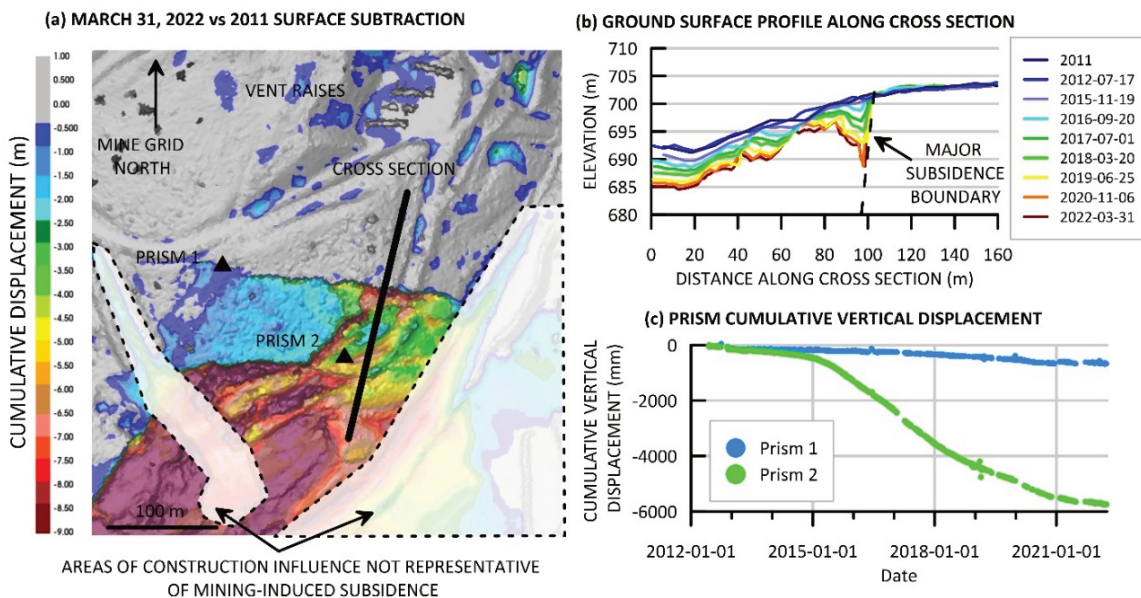 (a) MARCH 31, 2022 vs 2011 SURFACE SUBTRACTION
CUMULATIVE DISPLACEMENT (m)
1.00
0.500
0.00
-0.500
-1.00
-1.50
-2.00
-2.50
-3.00
-3.50
-4.00
-4.50
-5.00
-5.50
-6.00
-6.50
-7.00
-7.50
-8.00
-8.50
-9.00
MINE GRID
NORTH
VENT RAISES
CROSS SECTION
PRISM 1
PRISM 2
100 m
AREAS OF CONSTRUCTION INFLUENCE NOT REPRESENTATIVE
OF MINING-INDUCED SUBSIDENCE
(b) GROUND SURFACE PROFILE ALONG CROSS SECTION
ELEVATION (m)
710
705
700
695
690
685
680
MAJOR
SUBSIDENCE
BOUNDARY
0 20 40 60 80 100 120 140 160
DISTANCE ALONG CROSS SECTION (m)
2011
2012-07-17
2015-11-19
2016-09-20
2017-07-01
2018-03-20
2019-06-25
2020-11-06
2022-03-31
(c) PRISM CUMULATIVE VERTICAL DISPLACEMENT
CUMULATIVE VERTICAL
DISPLACEMENT (mm)
0
-2000
-4000
-6000
Prism 1
Prism 2
2012-01-01 2015-01-01 2018-01-01 2021-01-01
Date